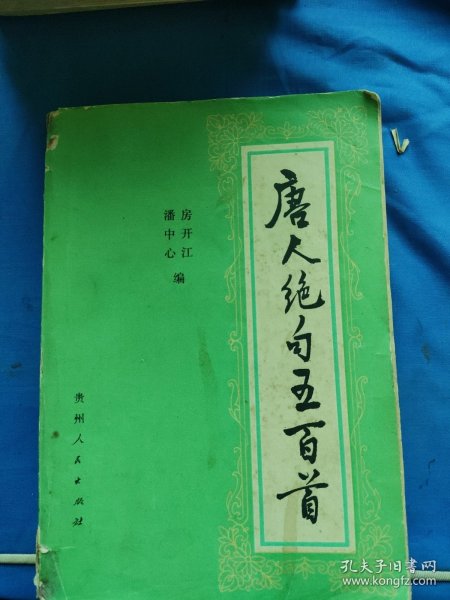 唐人绝句五百首
房开江
潘中心
编
贵州人民出版社
孔夫子旧书网
www.kongfz.com